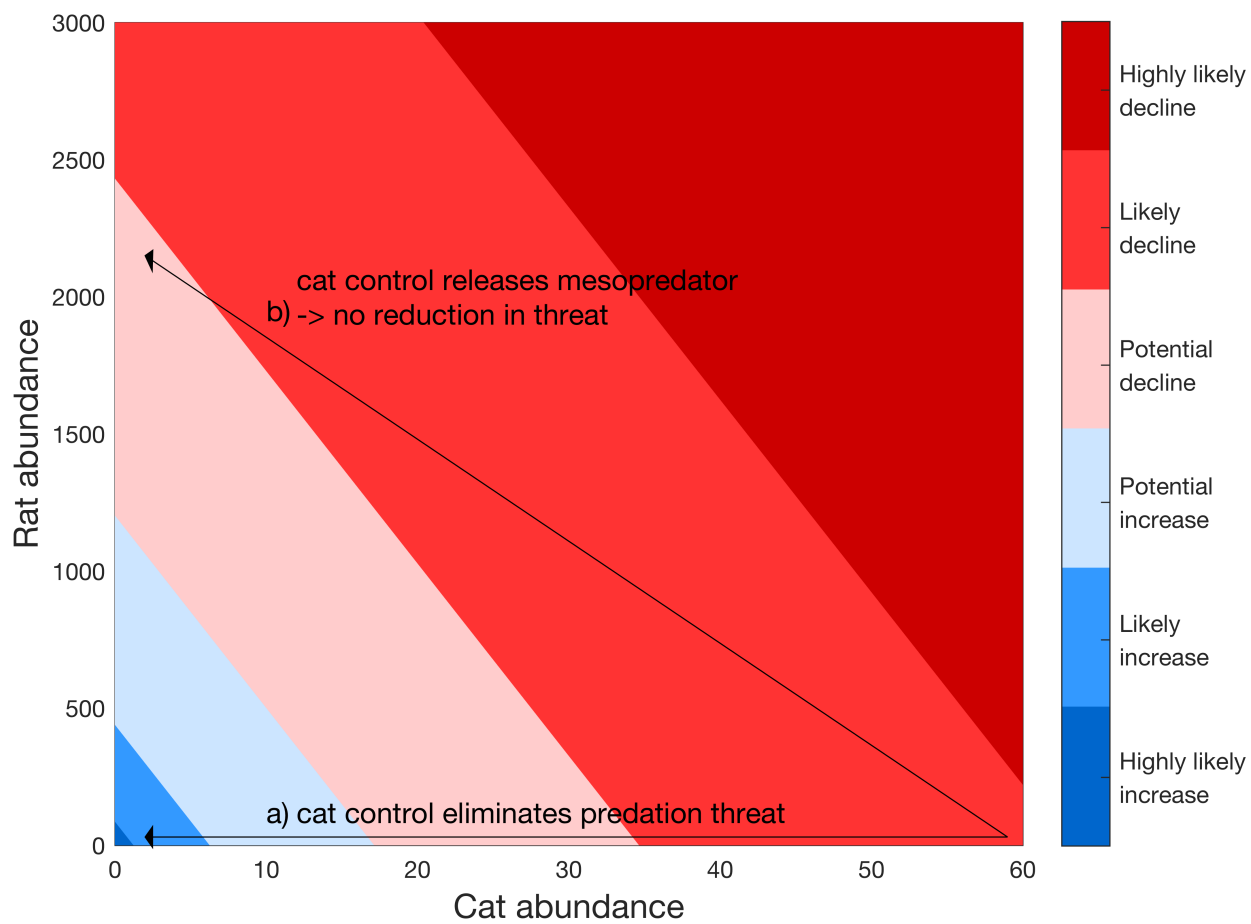 3000
2500
2000
1500
1000
500
0
Rat abundance
cat control releases mesopredator
b) -> no reduction in threat
a) cat control eliminates predation threat
0 10 20 30 40 50 60
Cat abundance
Highly likely
decline
Likely
decline
Potential
decline
Potential
increase
Likely
increase
Highly likely
increase